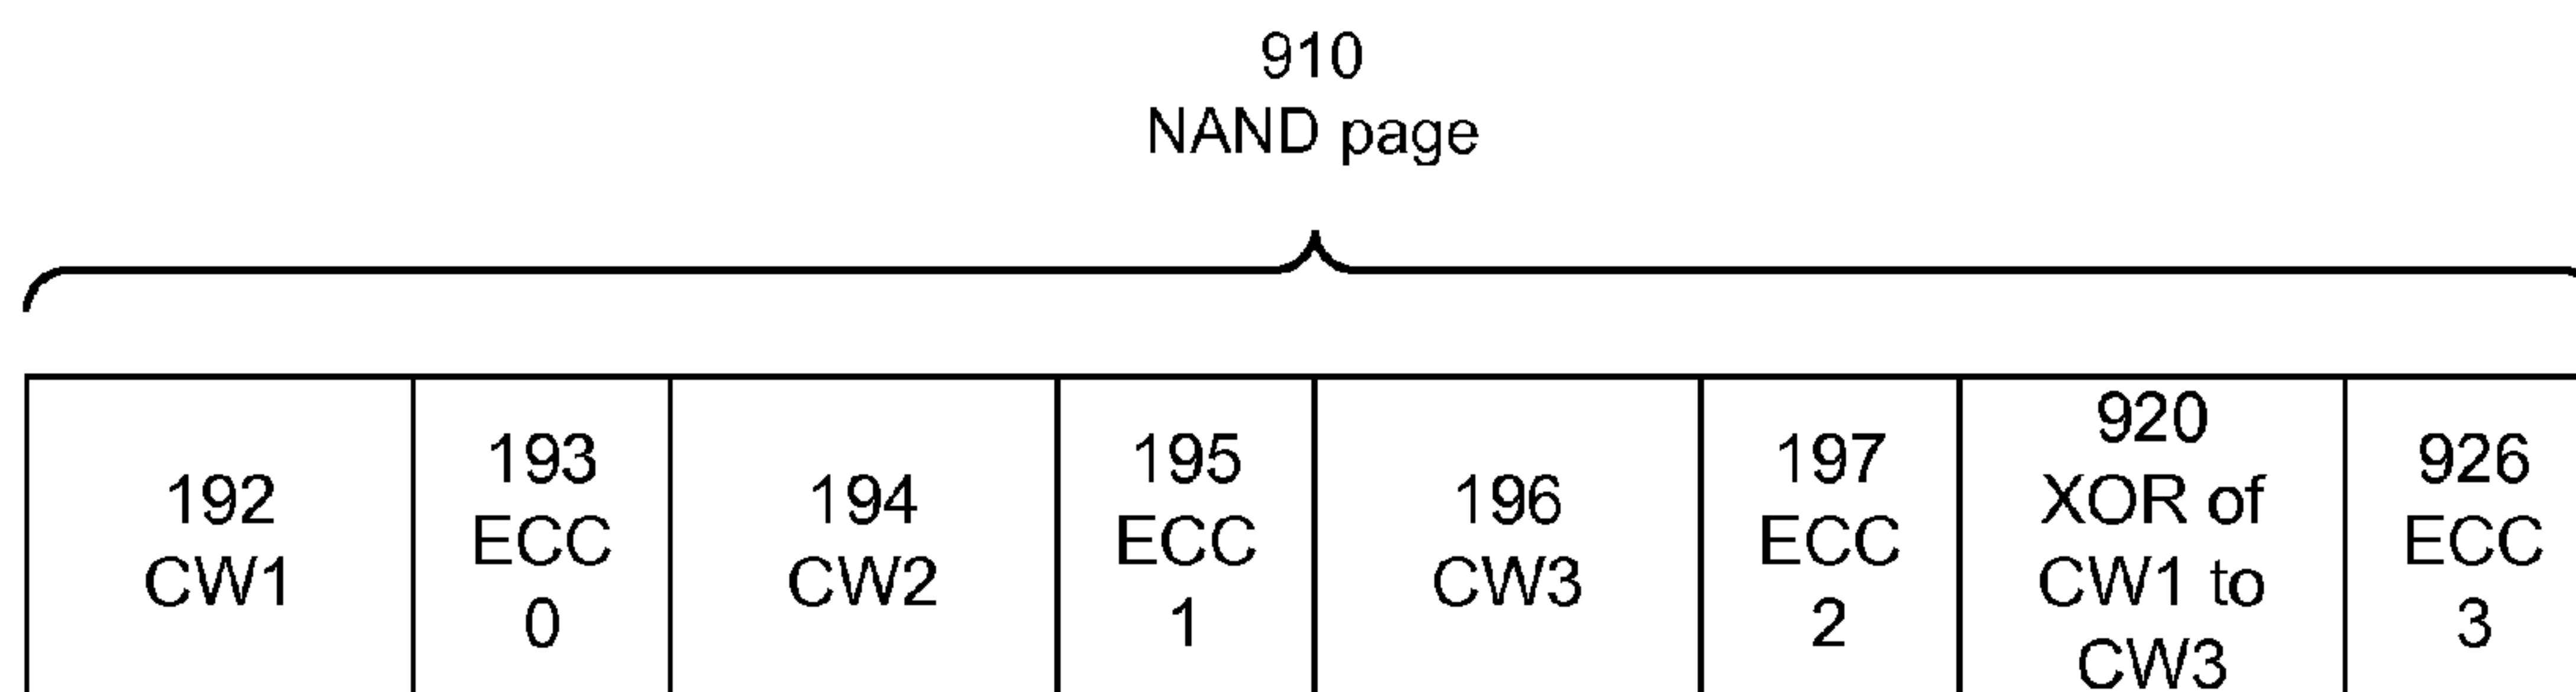 910
NAND page
192
CW1
193
ECC
0
194
CW2
195
ECC
1
196
CW3
197
ECC
2
920
XOR of
CW1 to
CW3
926
ECC
3